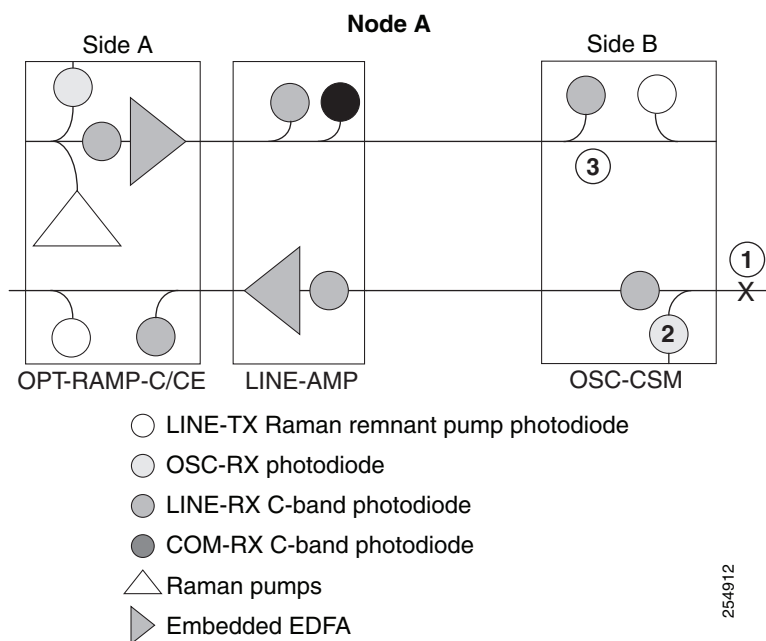 Node A
Side A
Side B
3
1
X
2
OPT-RAMP-C/CE
LINE-AMP
OSC-CSM
LINE-TX Raman remnant pump photodiode
OSC-RX photodiode
LINE-RX C-band photodiode
COM-RX C-band photodiode
Raman pumps
Embedded EDFA
254912